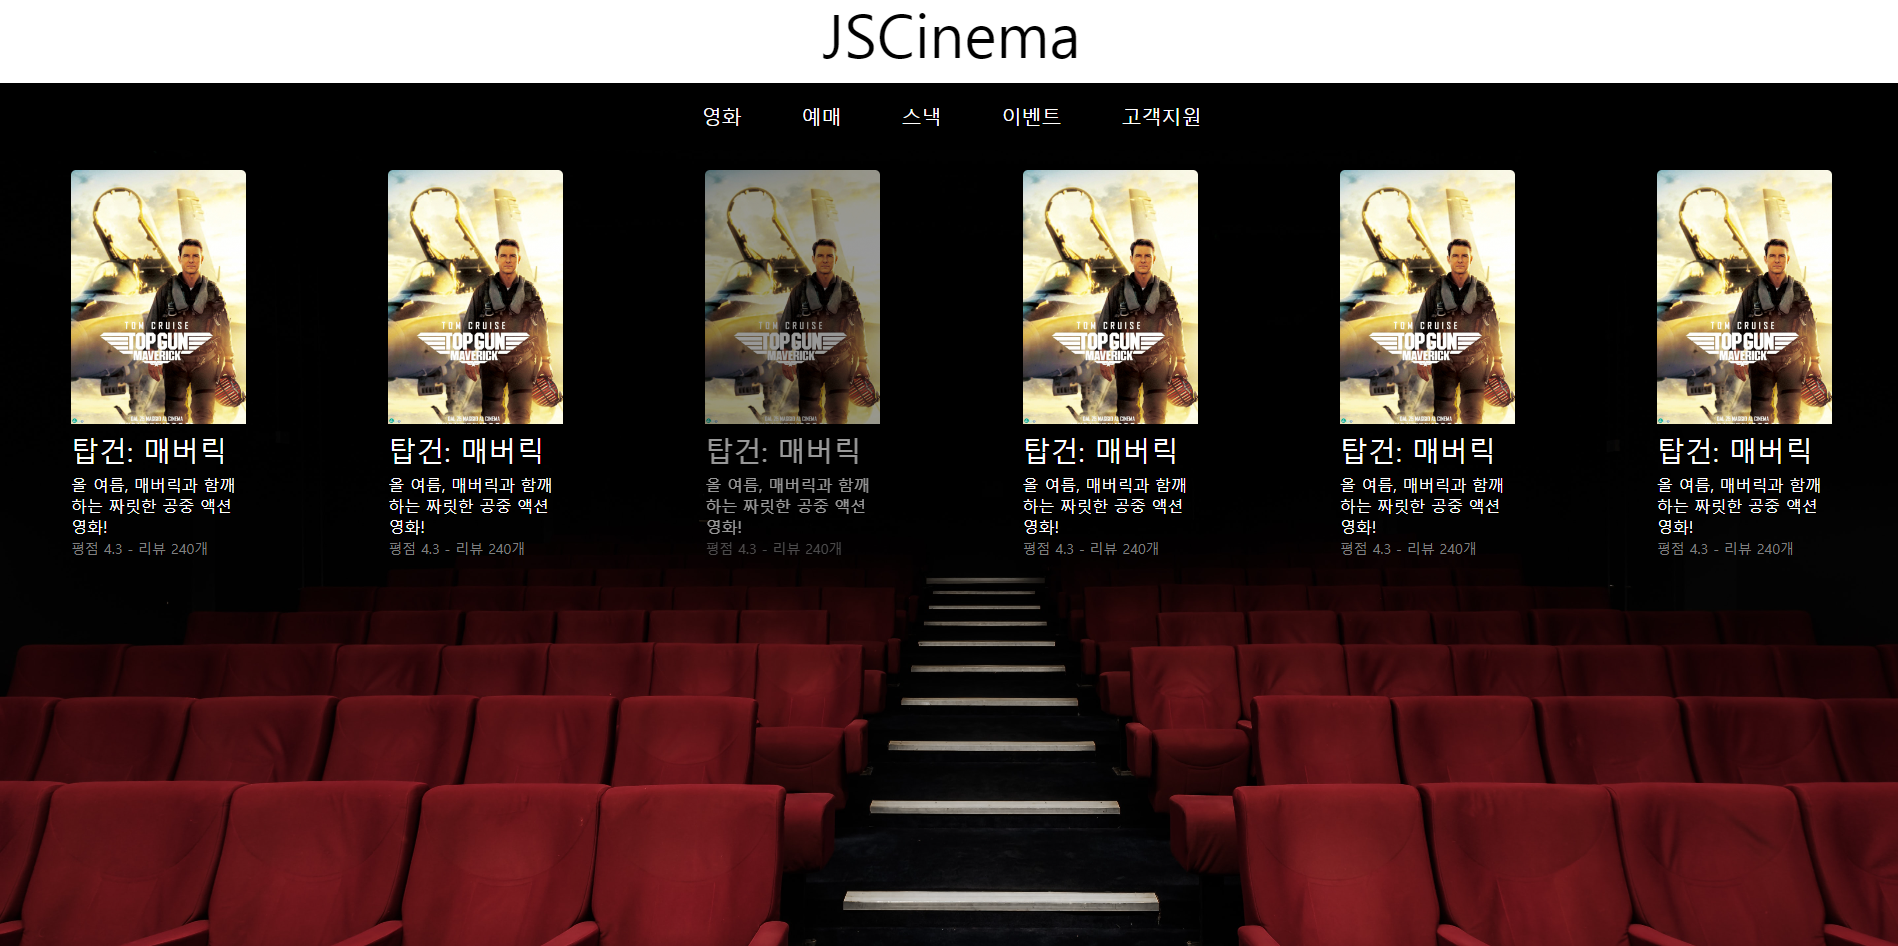 JSCinema
영화 예매 스낵 이벤트 고객지원
TOM CRUISE
TOP GUN
MAVERICK
탑건: 매버릭
올 여름, 매버릭과 함께
하는 짜릿한 공중 액션
영화!
평점 4.3 - 리뷰 240개
TOM CRUISE
TOP GUN
MAVERICK
탑건: 매버릭
올 여름, 매버릭과 함께
하는 짜릿한 공중 액션
영화!
평점 4.3 - 리뷰 240개
TOM CRUISE
TOP GUN
MAVERICK
탑건: 매버릭
올 여름, 매버릭과 함께
하는 짜릿한 공중 액션
영화!
평점 4.3 - 리뷰 240개
TOM CRUISE
TOP GUN
MAVERICK
탑건: 매버릭
올 여름, 매버릭과 함께
하는 짜릿한 공중 액션
영화!
평점 4.3 - 리뷰 240개
TOM CRUISE
TOP GUN
MAVERICK
탑건: 매버릭
올 여름, 매버릭과 함께
하는 짜릿한 공중 액션
영화!
평점 4.3 - 리뷰 240개
TOM CRUISE
TOP GUN
MAVERICK
탑건: 매버릭
올 여름, 매버릭과 함께
하는 짜릿한 공중 액션
영화!
평점 4.3 - 리뷰 240개